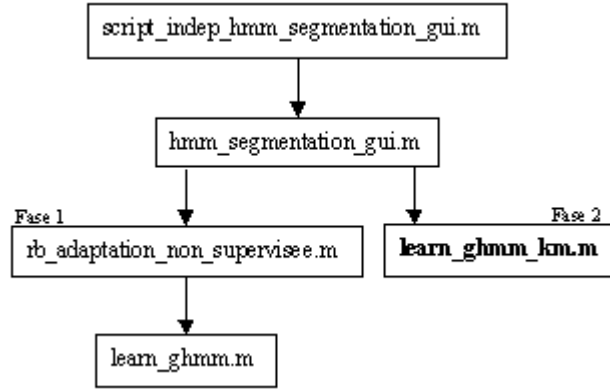 script_indep_hmm_segmentation_gui.m
hmm_segmentation_gui.m
Fase 1
Fase 2
rb_adaptation_non_supervisee.m
learn_ghmm_km.m
learn_ghmm.m